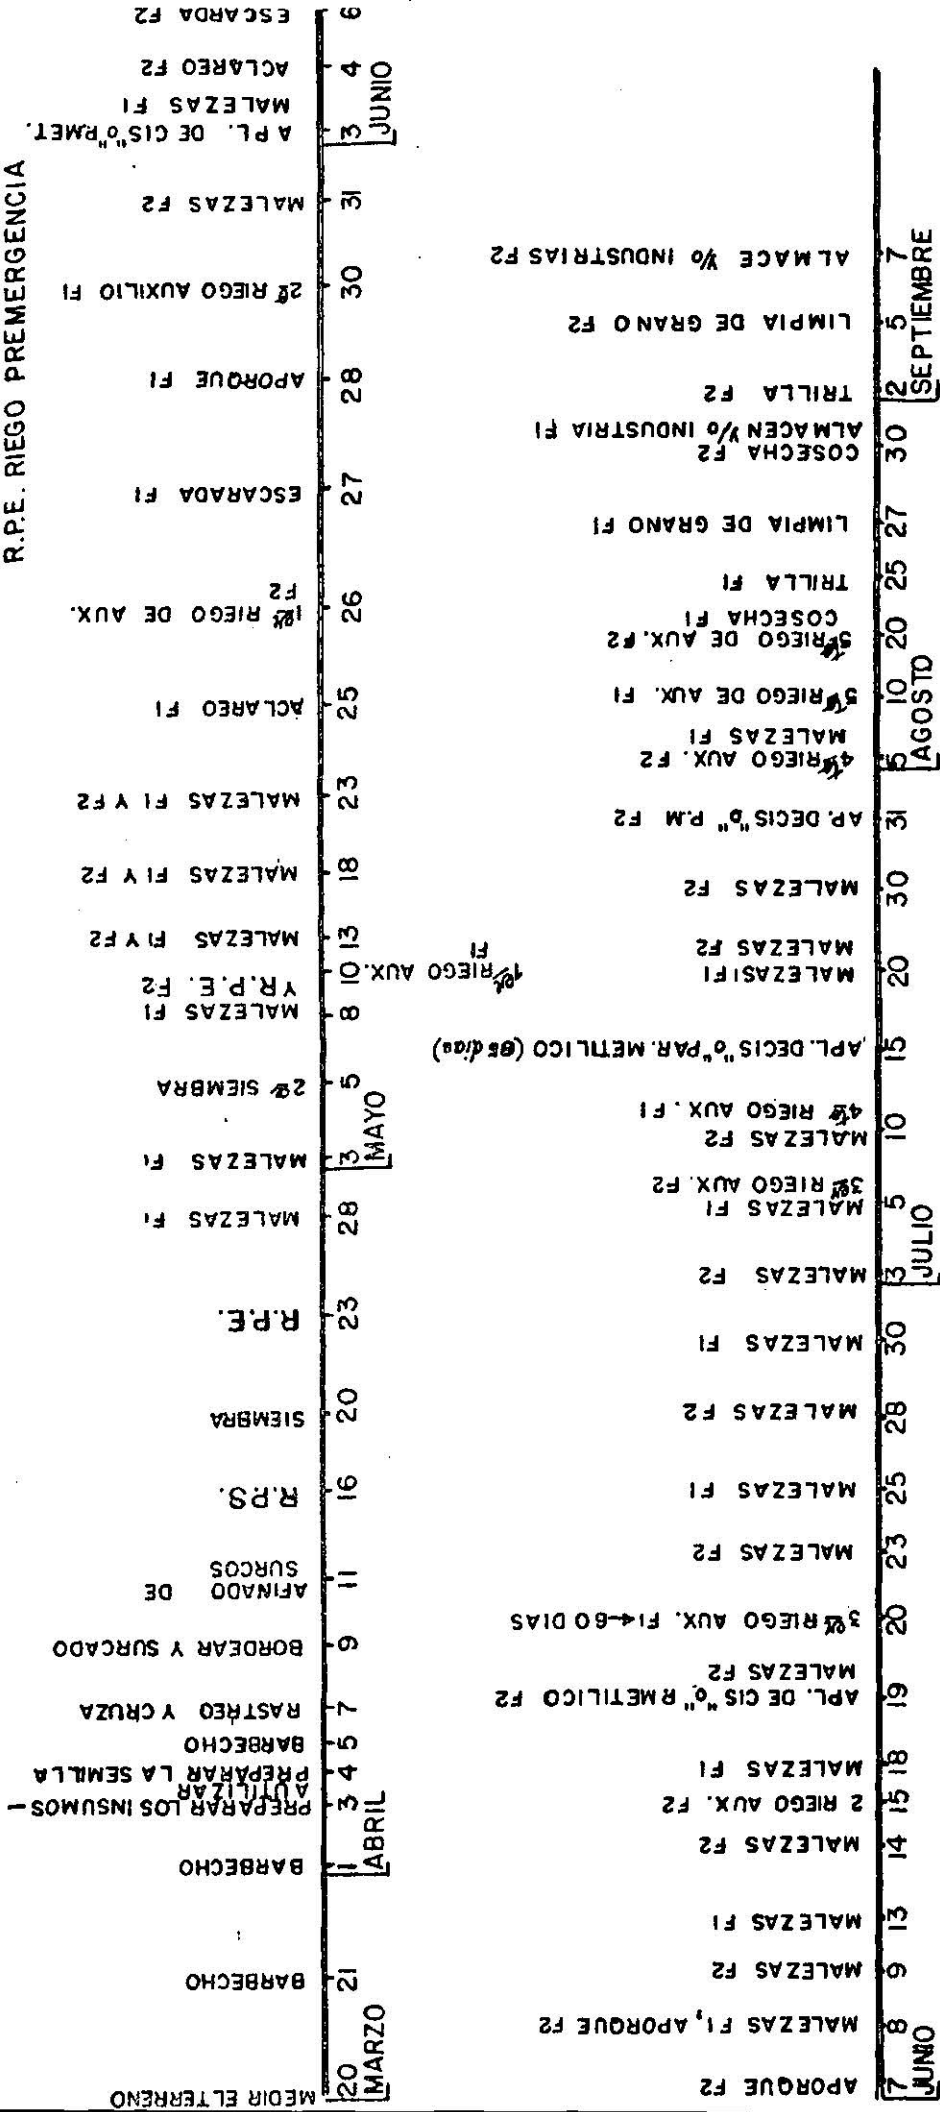 R.P.E. RIEGO PREMERGENCIA
MEDIR EL TERRENO
20
MARZO
BARBECHO
21
BARBECHO
1
ABRIL
PREPARAR LOS INSUMOS—
A UTILIZAR
3
PREPARAR LA SEMILLA
4
BARBECHO
5
RASTREO Y CRUZA
7
BORDEAR Y SURCADO
9
AFINADO DE
SURCOS
11
R.P.S.
16
SIEMBRA
20
R.P.E.
23
MALEZAS F1
28
MALEZAS F1
3
MAYO
2ª SIEMBRA
5
MALEZAS F1
8
Y R.P.E. F2
10
1er RIEGO AUX.
F1
MALEZAS F1 Y F2
13
MALEZAS F1 Y F2
18
MALEZAS F1 Y F2
23
ACLAREO F1
25
1er RIEGO DE AUX.
F2
26
ESCARADA F1
27
APORQUE F1
28
2º RIEGO AUXILIO F1
30
MALEZAS F2
31
A PL. DE CIS "o" P.MET.
MALEZAS F1
3
JUNIO
ACLAREO F2
4
ESCARDA F2
6
APORQUE F2
7
JUNIO
MALEZAS F1, APORQUE F2
8
MALEZAS F2
9
MALEZAS F1
13
MALEZAS F2
14
2 RIEGO AUX. F2
15
MALEZAS F1
18
APL. DE CIS "o" P.METILICO F2
MALEZAS F2
19
3er RIEGO AUX. F1-4-60 DIAS
20
MALEZAS F2
23
MALEZAS F1
25
MALEZAS F2
28
MALEZAS F1
30
MALEZAS F2
3
JULIO
MALEZAS F1
3er RIEGO AUX. F2
5
MALEZAS F2
4to RIEGO AUX. F1
10
APL. DECIS "o" PAR. METILICO (85 dias)
15
MALEZAS F1
MALEZAS F2
20
MALEZAS F2
30
AP. DECIS "o" P.M F2
31
4to RIEGO AUX. F2
MALEZAS F1
5
AGOSTO
5to RIEGO DE AUX. F1
10
5to RIEGO DE AUX. F2
COSECHA F1
20
TRILLA F1
25
LIMPIA DE GRANO F1
27
COSECHA F2
ALMACEN Y/o INDUSTRIA F1
30
TRILLA F2
2
SEPTIEMBRE
LIMPIA DE GRANO F2
5
ALMACE Y/o INDUSTRIAS F2
7